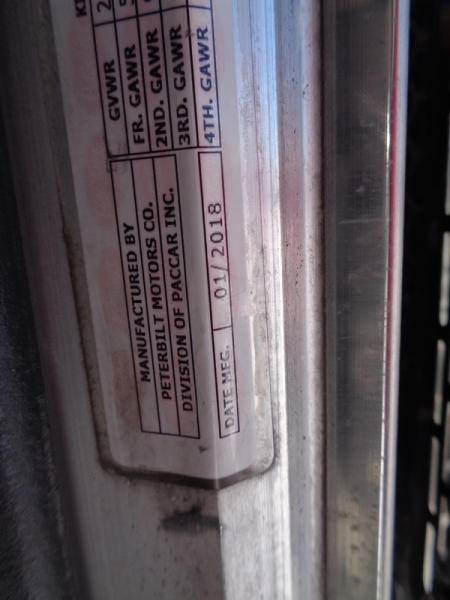 MANUFACTURED BY
PETERBILT MOTORS CO.
DIVISION OF PACCAR INC.
DATE MFG. 01/2018
GVWR 2
FR. GAWR
2ND. GAWR
3RD. GAWR
4TH. GAWR